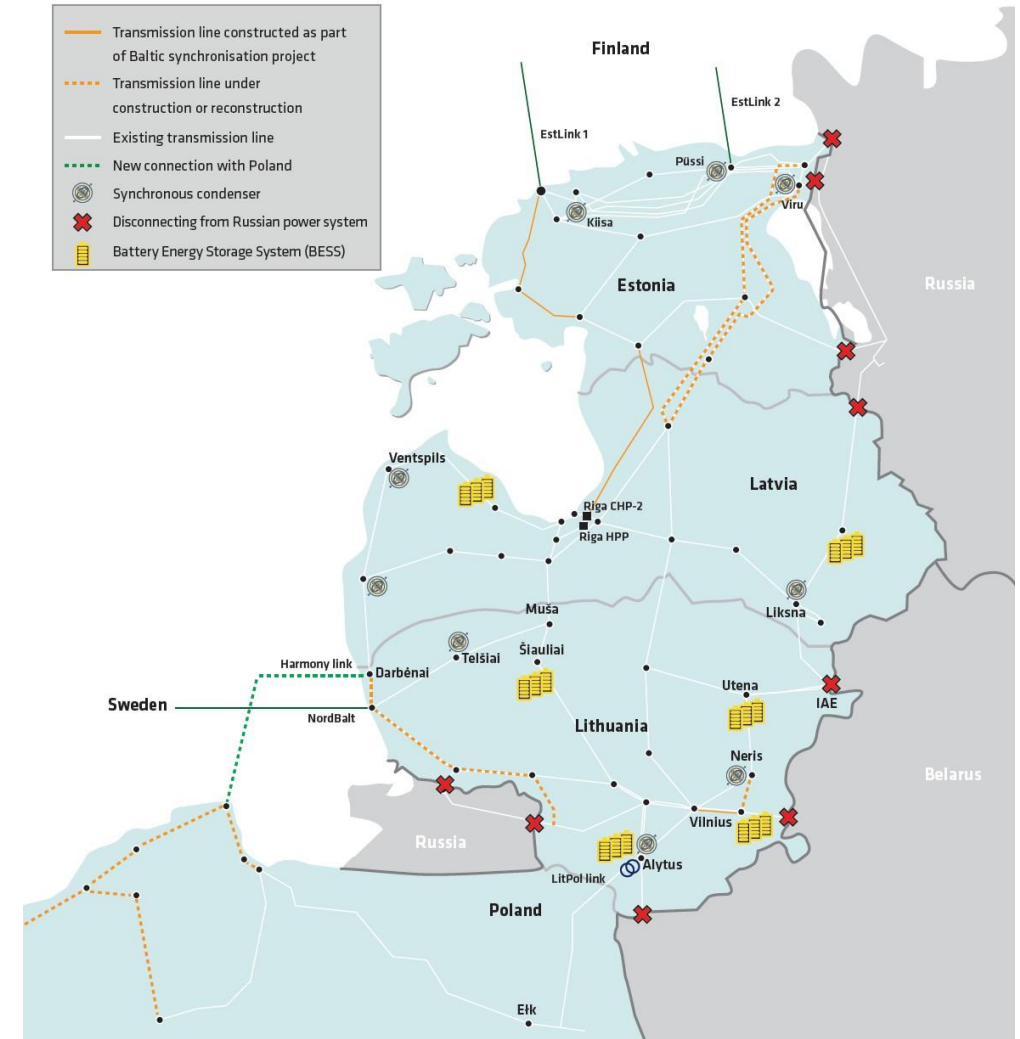 Transmission line constructed as part
of Baltic synchronisation project
Transmission line under
construction or reconstruction
Existing transmission line
New connection with Poland
Synchronous condenser
Disconnecting from Russian power system
Battery Energy Storage System (BESS)
Finland
EstLink 1
EstLink 2
Püssi
Viru
Kiisa
Estonia
Russia
Ventspils
Latvia
Riga CHP-2
Riga HPP
Muša
Liksna
Telšiai
Šiauliai
Harmony link
Darbėnai
Utena
IAE
Sweden
NordBalt
Lithuania
Neris
Belarus
Vilnius
Russia
Alytus
LitPol link
Poland
Ełk